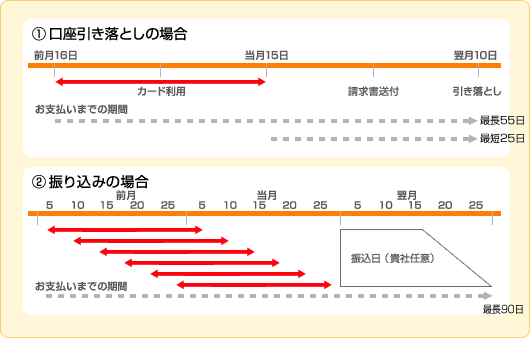 ① 口座引き落としの場合
前月16日 当月15日 翌月10日
カード利用 請求書送付 引き落とし
お支払いまでの期間
最長55日
最短25日
② 振り込みの場合
前月 当月 翌月
5 10 15 20 25 5 10 15 20 25 5 10 15 20 25
振込日（貴社任意）
お支払いまでの期間
最長90日